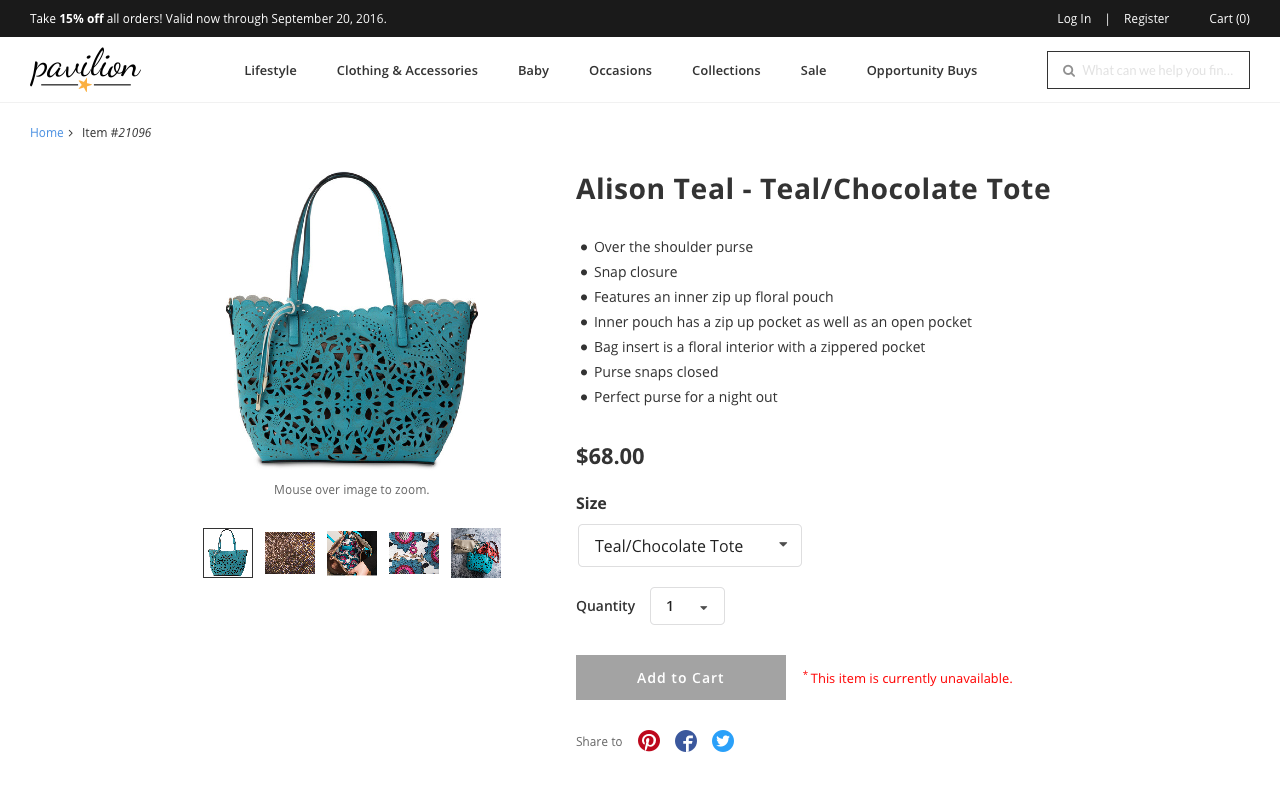 Take 15% off all orders! Valid now through September 20, 2016.
Log In | Register Cart (0)
pavilion
Lifestyle Clothing & Accessories Baby Occasions Collections Sale Opportunity Buys
What can we help you fin...
Home > Item #21096
Alison Teal - Teal/Chocolate Tote
• Over the shoulder purse
• Snap closure
• Features an inner zip up floral pouch
• Inner pouch has a zip up pocket as well as an open pocket
• Bag insert is a floral interior with a zippered pocket
• Purse snaps closed
• Perfect purse for a night out
$68.00
Mouse over image to zoom.
Size
Teal/Chocolate Tote
Quantity 1
Add to Cart * This item is currently unavailable.
Share to